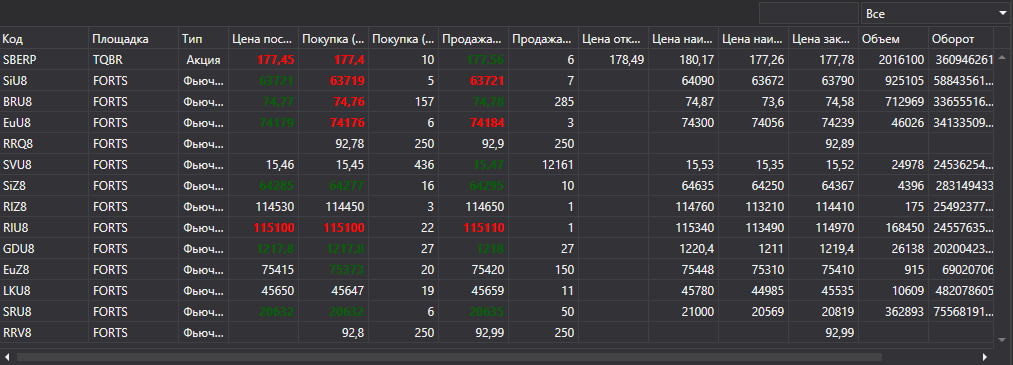 Все
Код Площадка Тип Цена пос... Покупка (... Покупка (... Продажа... Продажа... Цена отк... Цена наи... Цена наи... Цена зак... Объем Оборот
SBERP TQBR Акция 177,45 177,4 10 177,56 6 178,49 180,17 177,26 177,78 2016100 360946261
SiU8 FORTS Фьюч... 63721 63719 5 63721 7 64090 63672 63790 925105 58843561...
BRU8 FORTS Фьюч... 74,77 74,76 157 74,78 285 74,87 73,6 74,58 712969 33655516...
EuU8 FORTS Фьюч... 74179 74176 6 74184 3 74300 74056 74239 46026 34133509...
RRQ8 FORTS Фьюч... 92,78 250 92,9 250 92,89
SVU8 FORTS Фьюч... 15,46 15,45 436 15,47 12161 15,53 15,35 15,52 24978 24536254...
SiZ8 FORTS Фьюч... 64285 64277 16 64295 10 64635 64250 64367 4396 283149433
RIZ8 FORTS Фьюч... 114530 114450 3 114650 1 114760 113210 114410 175 25492377...
RIU8 FORTS Фьюч... 115100 115100 22 115110 1 115340 113490 114970 168450 24557635...
GDU8 FORTS Фьюч... 1217,8 1217,8 27 1218 27 1220,4 1211 1219,4 26138 20200423...
EuZ8 FORTS Фьюч... 75415 75373 20 75420 150 75448 75310 75410 915 69020706
LKU8 FORTS Фьюч... 45650 45647 19 45659 11 45780 44985 45535 10609 482078605
SRU8 FORTS Фьюч... 20632 20632 6 20635 50 21000 20569 20819 362893 75568191...
RRV8 FORTS Фьюч... 92,8 250 92,99 250 92,99